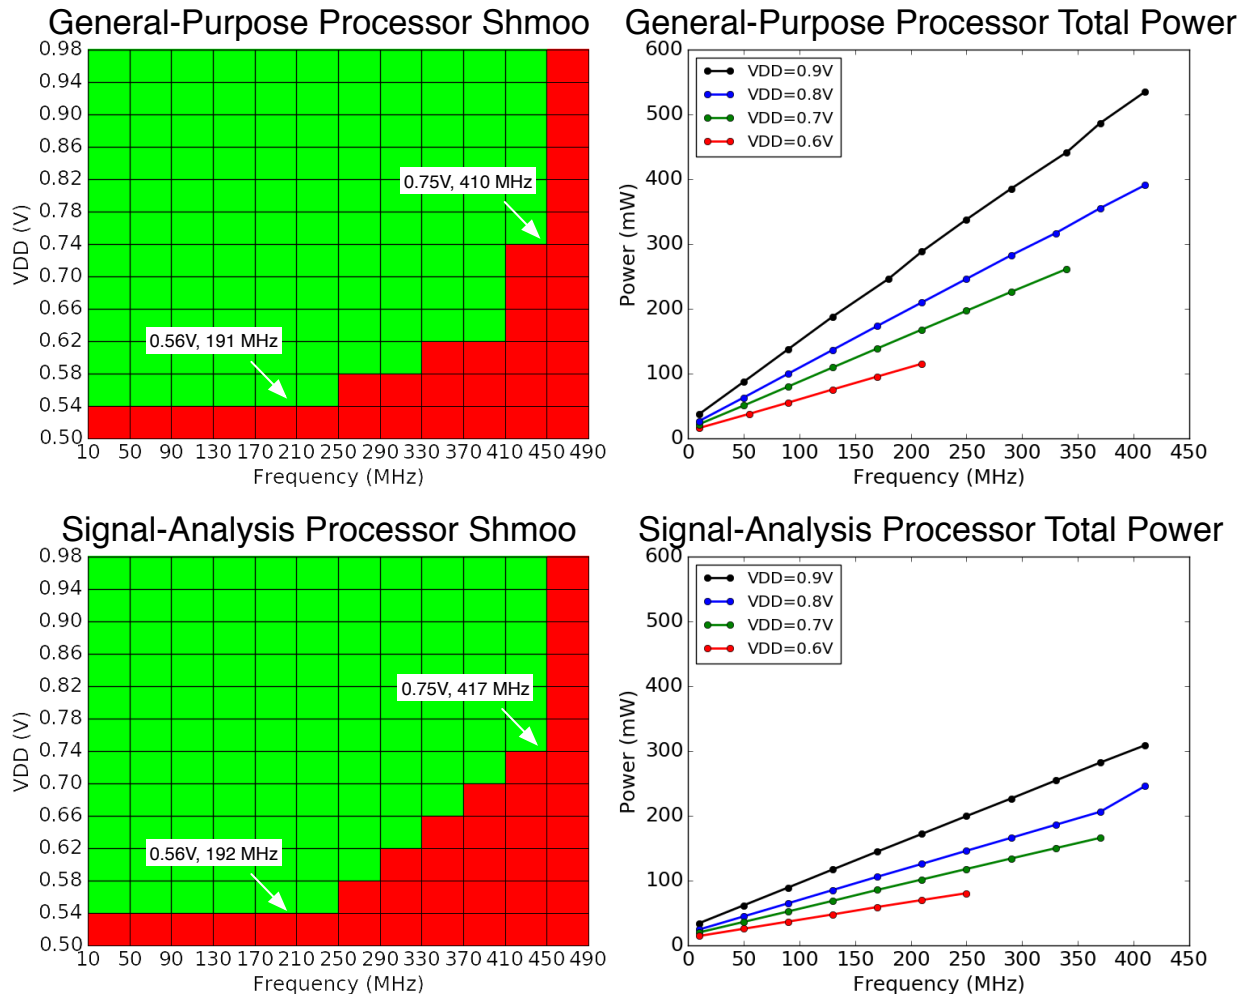 General-Purpose Processor Shmoo
0.98
0.94
0.90
0.86
0.82
0.78
0.74
0.70
0.66
0.62
0.58
0.54
0.50
VDD (V)
0.75V, 410 MHz
0.56V, 191 MHz
10 50 90 130 170 210 250 290 330 370 410 450 490
Frequency (MHz)
General-Purpose Processor Total Power
600
500
400
300
200
100
0
Power (mW)
VDD=0.9V
VDD=0.8V
VDD=0.7V
VDD=0.6V
0 50 100 150 200 250 300 350 400 450
Frequency (MHz)
Signal-Analysis Processor Shmoo
0.98
0.94
0.90
0.86
0.82
0.78
0.74
0.70
0.66
0.62
0.58
0.54
0.50
VDD (V)
0.75V, 417 MHz
0.56V, 192 MHz
10 50 90 130 170 210 250 290 330 370 410 450 490
Frequency (MHz)
Signal-Analysis Processor Total Power
600
500
400
300
200
100
0
Power (mW)
VDD=0.9V
VDD=0.8V
VDD=0.7V
VDD=0.6V
0 50 100 150 200 250 300 350 400 450
Frequency (MHz)